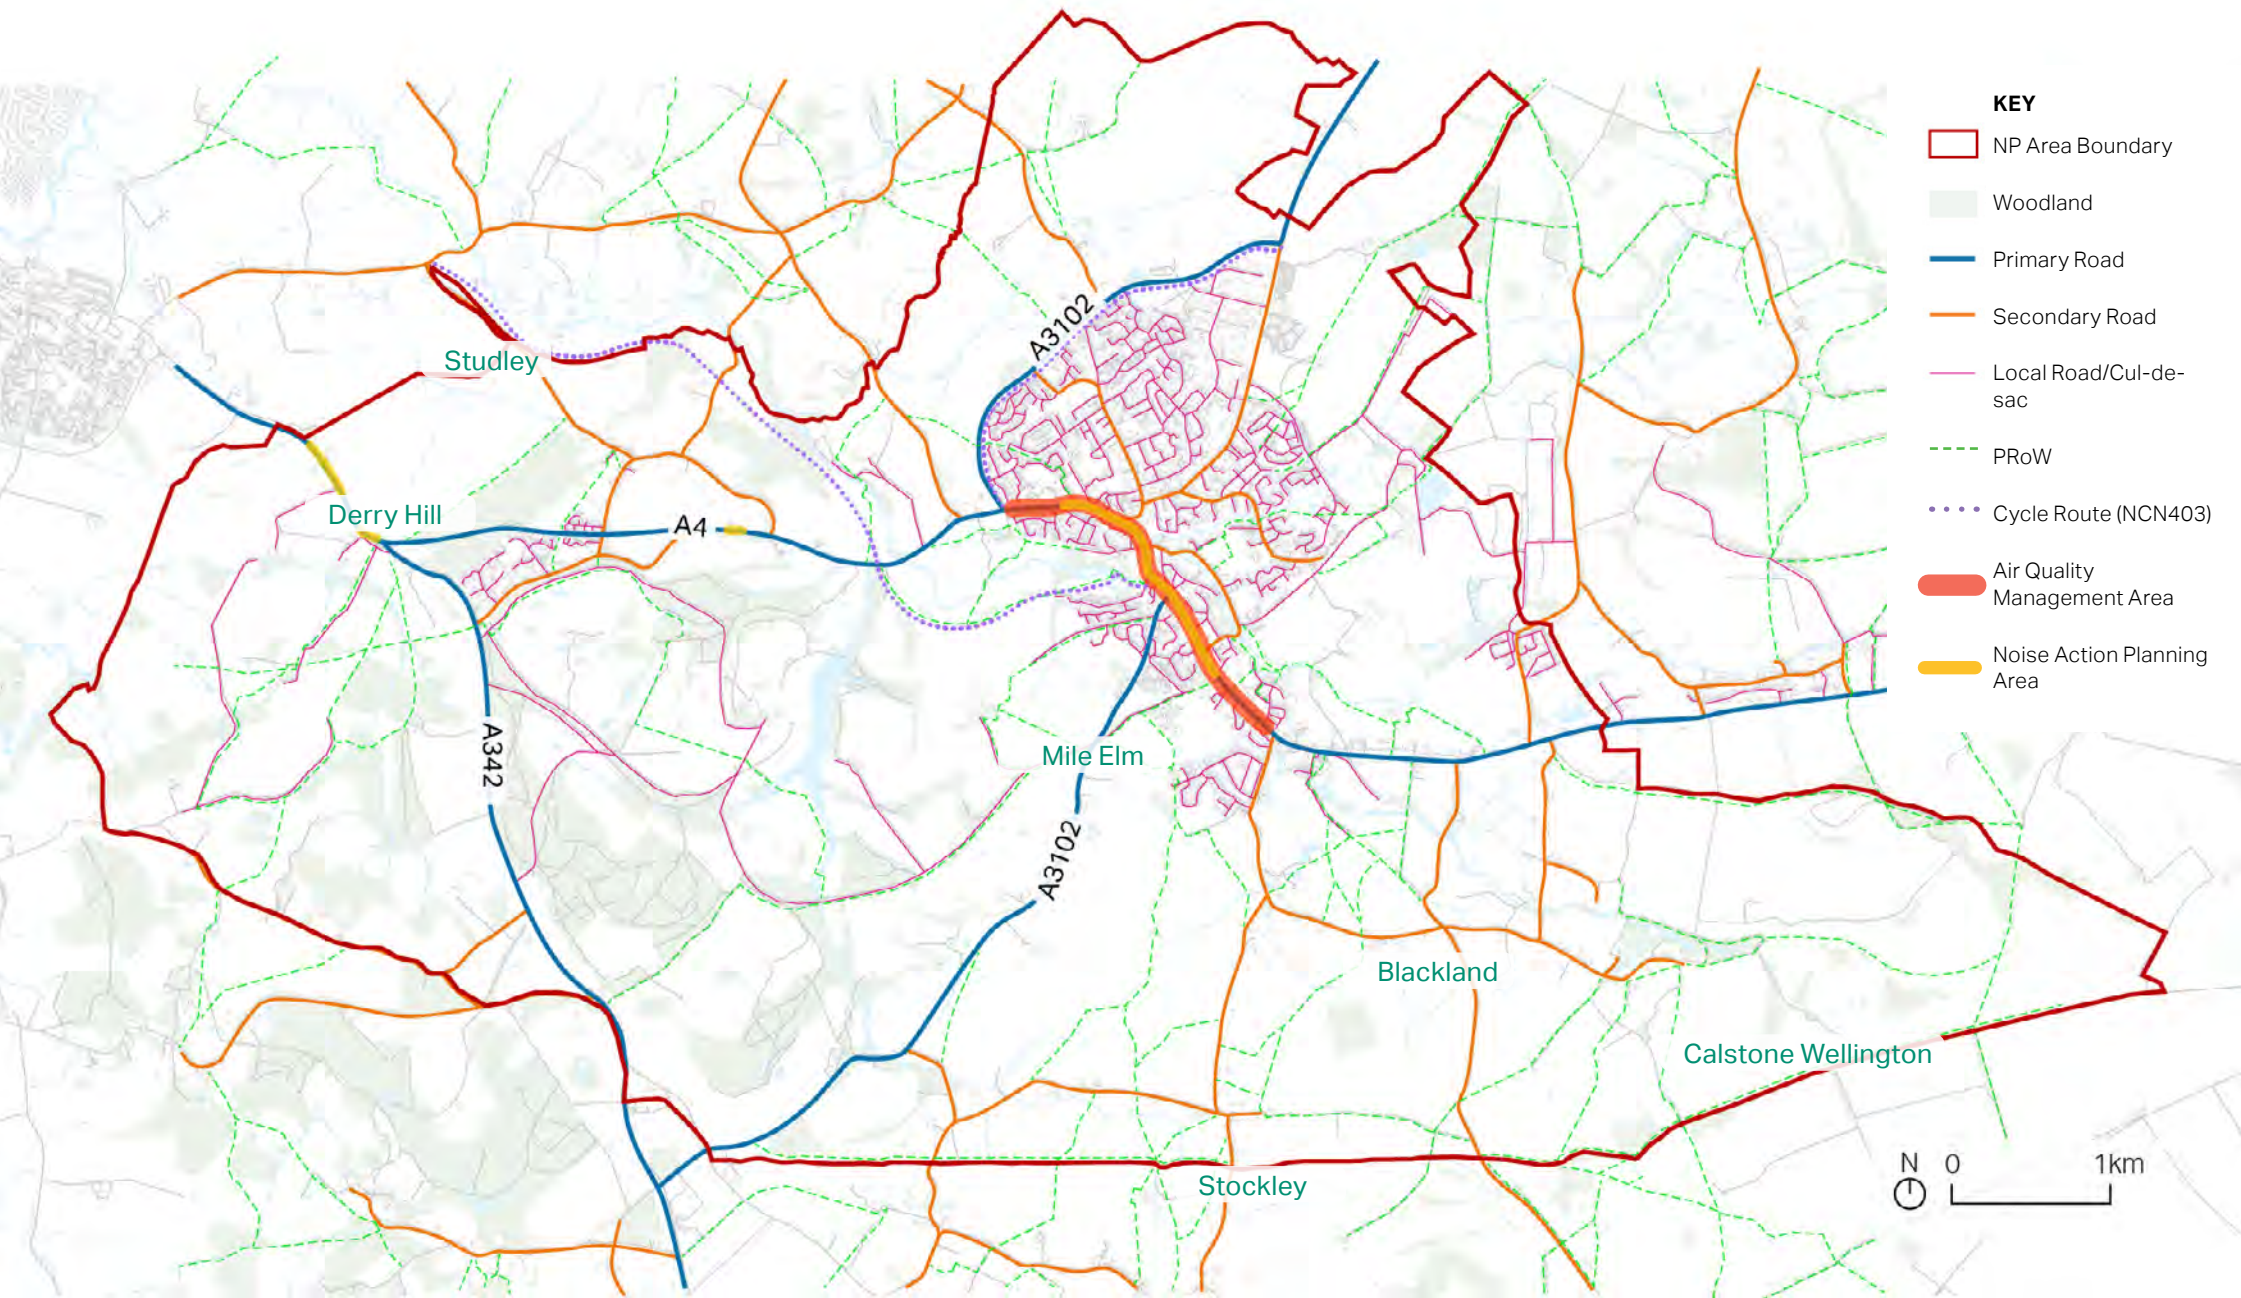 KEY
NP Area Boundary
Woodland
Primary Road
Secondary Road
Local Road/Cul-de-
sac
PRoW
Cycle Route (NCN403)
Air Quality
Management Area
Noise Action Planning
Area
A3102
Studley
Derry Hill
A4
A342
Mile Elm
A3102
Blackland
Calstone Wellington
Stockley
N 0 1km